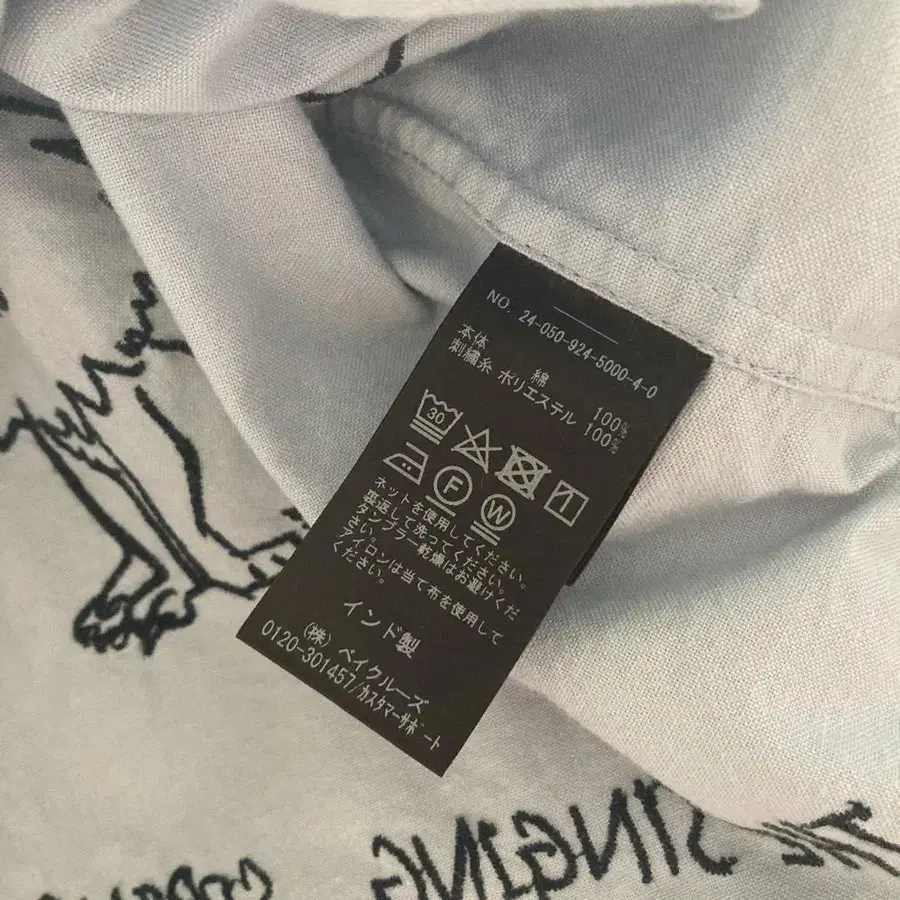 NO. 24-050-924-5000-4-0
本体 綿 100%
刺繍糸 ポリエステル 100%
30
F
W
ネットを使用してください。
裏返して洗ってください。
タンブラー乾燥はお避けください。
アイロンは当て布を使用してください。
インド製
(株) ベイクルーズ
0120-301457/カスタマーサポート
SINGING